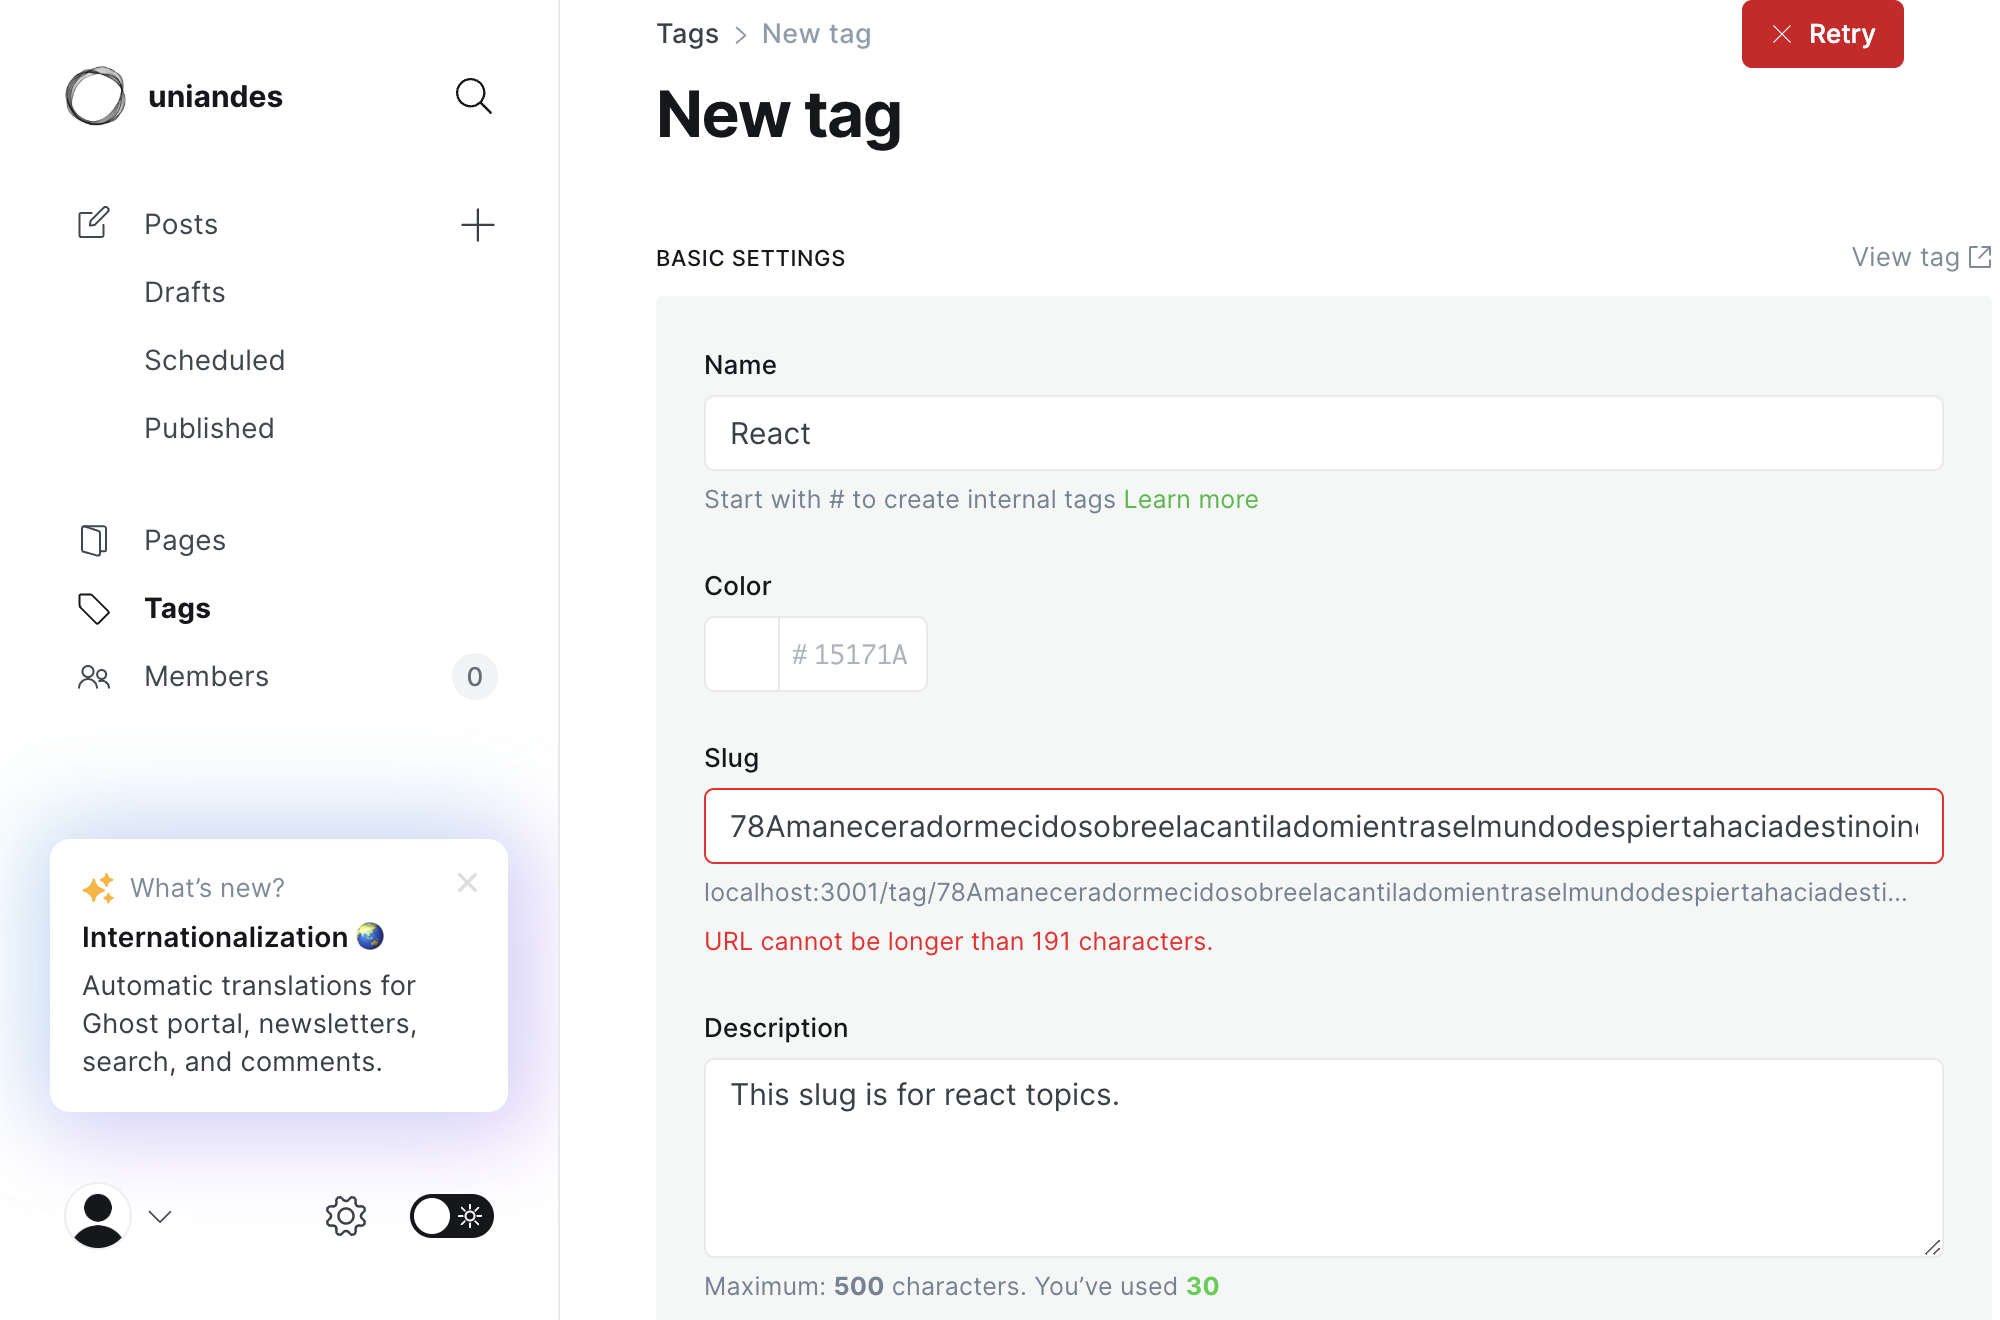 uniandes
Posts
Drafts
Scheduled
Published
Pages
Tags
Members
0
What's new?
Internationalization
Automatic translations for
Ghost portal, newsletters,
search, and comments.
Tags > New tag
Retry
New tag
BASIC SETTINGS
View tag
Name
React
Start with # to create internal tags Learn more
Color
# 15171A
Slug
78Amaneceradormecidosobreelacantiladomientraselmundodespiertahaciadestinoin
localhost:3001/tag/78Amaneceradormecidosobreelacantiladomientraselmundodespiertahaciadesti...
URL cannot be longer than 191 characters.
Description
This slug is for react topics.
Maximum: 500 characters. You've used 30